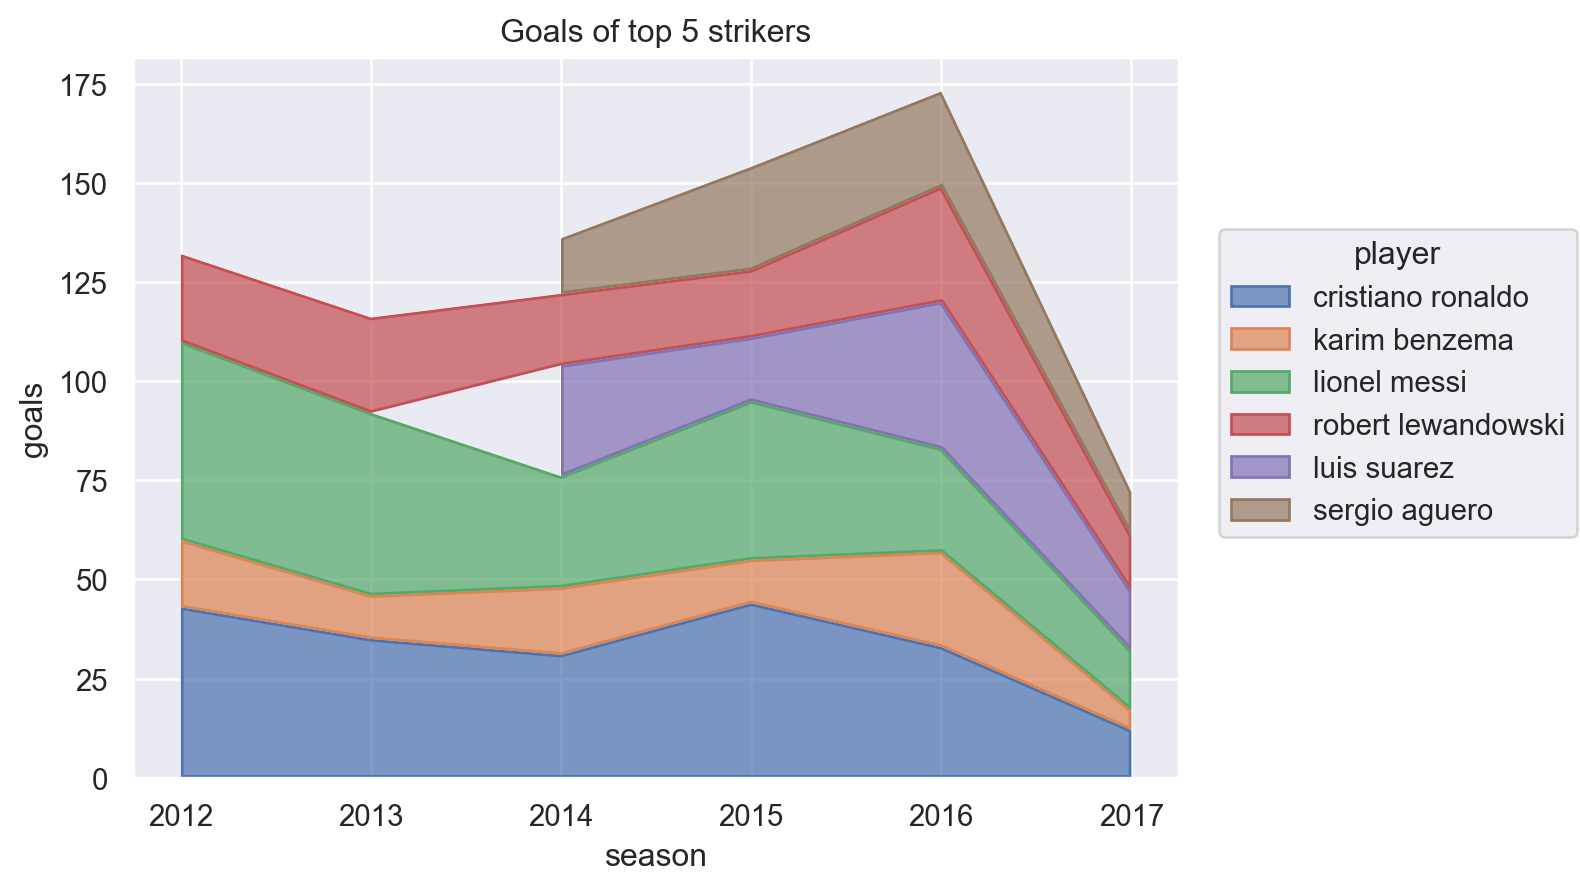 Goals of top 5 strikers
175
150
125
100
75
50
25
0
goals
2012 2013 2014 2015 2016 2017
season
player
cristiano ronaldo
karim benzema
lionel messi
robert lewandowski
luis suarez
sergio aguero